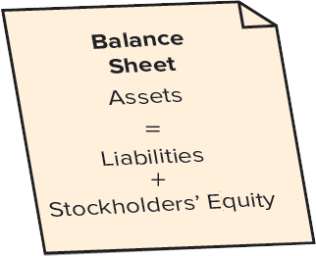 Balance
Sheet
Assets
=
Liabilities
+
Stockholders' Equity